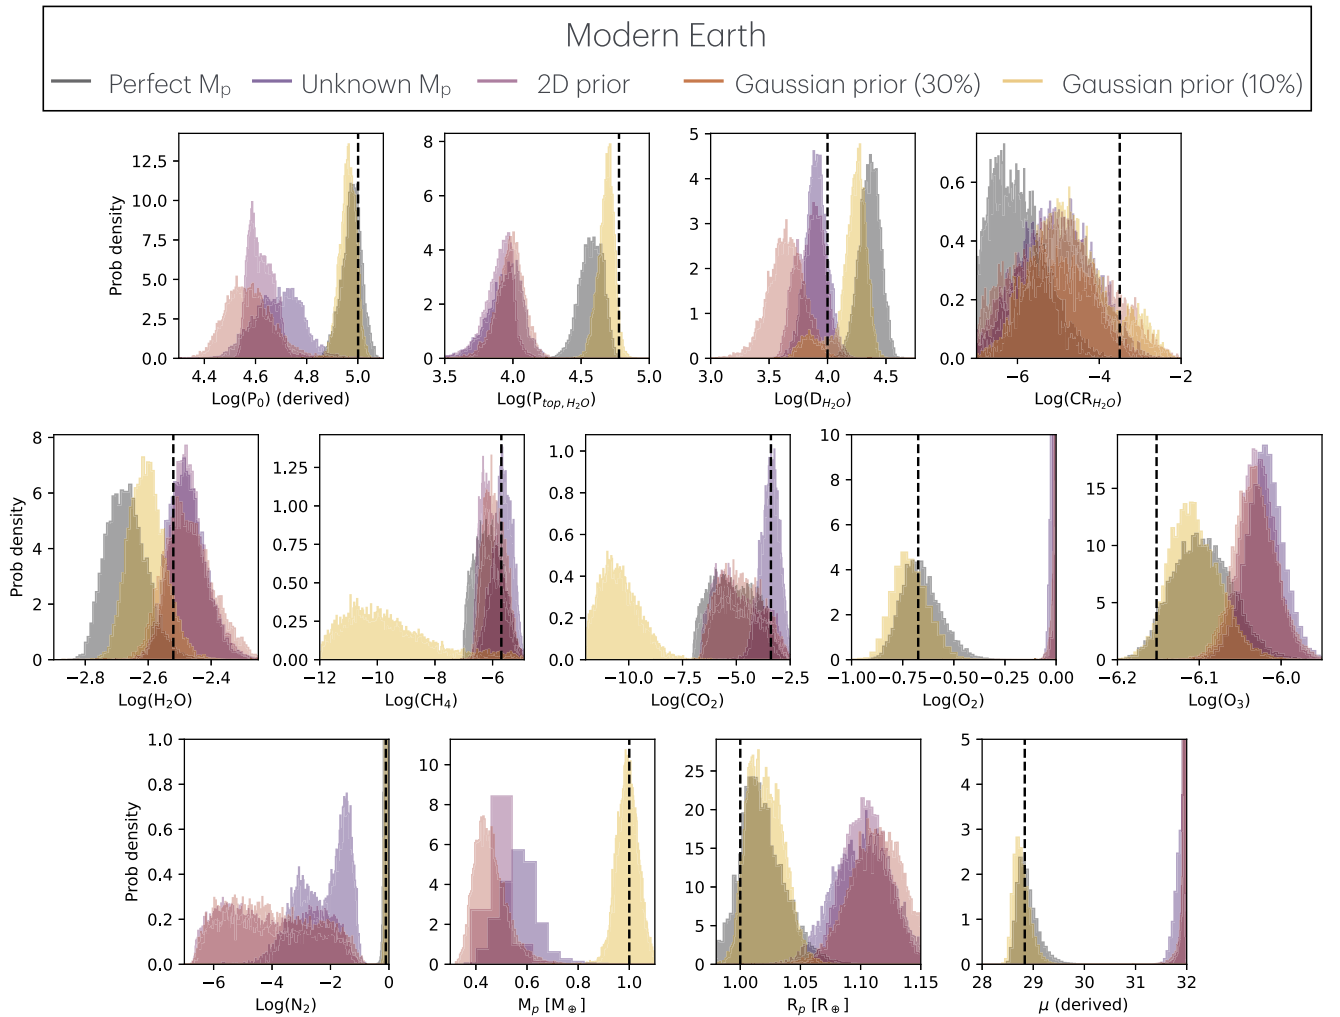 Modern Earth
Perfect Mₚ Unknown Mₚ 2D prior Gaussian prior (30%) Gaussian prior (10%)
Prob density
12.5
10.0
7.5
5.0
2.5
0.0
4.4 4.6 4.8 5.0
Log(P₀) (derived)
8
6
4
2
0
4.0 4.5 5.0
Log(P_top,H₂O)
5
4
3
2
1
0
3.0 3.5 4.0 4.5
Log(D_H₂O)
0.6
0.4
0.2
0.0
−6 −4 −2
Log(CR_H₂O)
Prob density
8
6
4
2
0
−2.8 −2.6 −2.4
Log(H₂O)
1.25
1.00
0.75
0.50
0.25
0.00
−12 −10 −8 −6
Log(CH₄)
1.0
0.8
0.6
0.4
0.2
0.0
−10.0 −7.5 −5.0 −2.5
Log(CO₂)
10
8
6
4
2
0
−1.00 −0.75 −0.50 −0.25 0.00
Log(O₂)
15
10
5
0
−6.2 −6.1 −6.0
Log(O₃)
Prob density
1.0
0.8
0.6
0.4
0.2
0.0
−6 −4 −2 0
Log(N₂)
10
8
6
4
2
0
0.4 0.6 0.8 1.0
Mₚ [M⊕]
25
20
15
10
5
0
1.00 1.05 1.10 1.15
Rₚ [R⊕]
5
4
3
2
1
0
28 29 30 31 32
μ (derived)